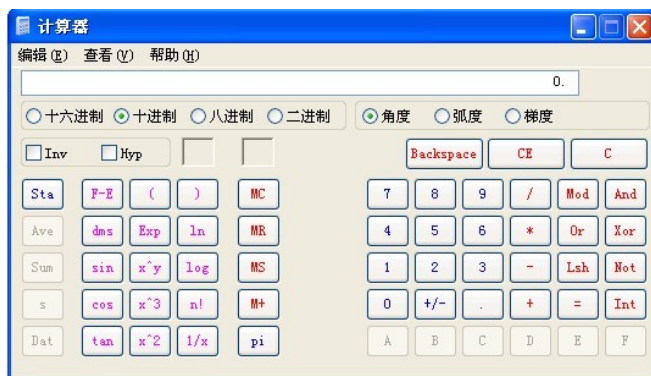 计算器
编辑(E) 查看(V) 帮助(H)
0.
十六进制 十进制 八进制 二进制 角度 弧度 梯度
Inv Hyp Backspace CE C
Sta F-E ( ) MC 7 8 9 / Mod And
Ave dms Exp ln MR 4 5 6 * Or Xor
Sum sin x^y log MS 1 2 3 - Lsh Not
s cos x^3 n! M+ 0 +/- . + = Int
Dat tan x^2 1/x pi A B C D E F